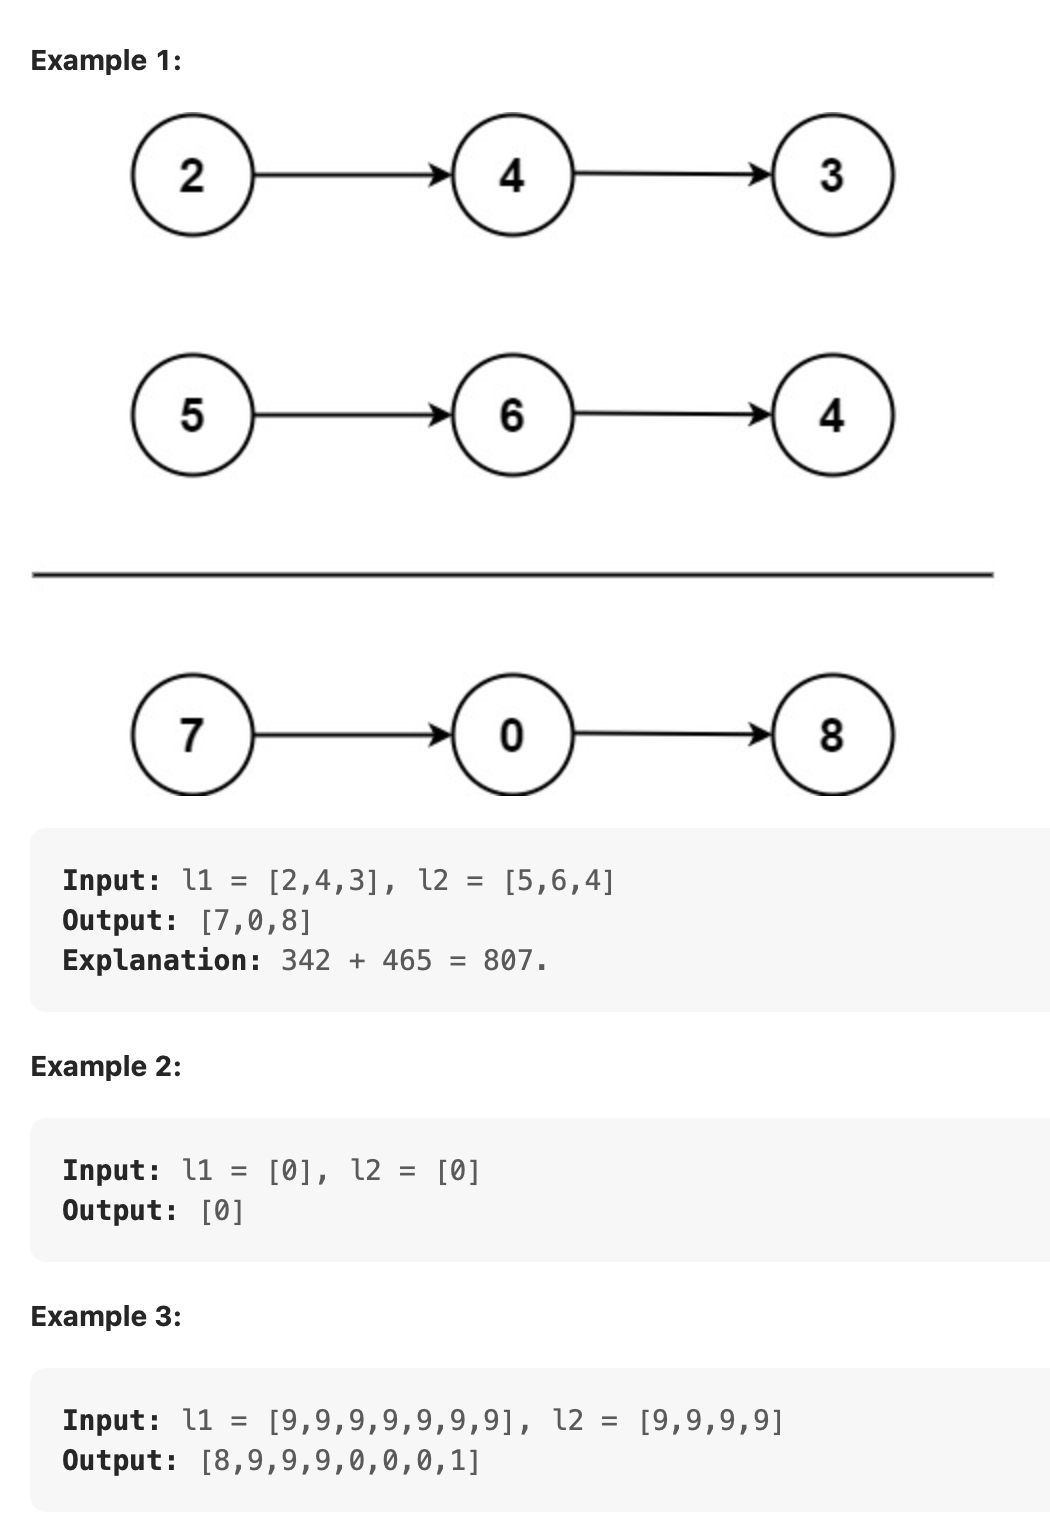 Example 1:
2 4 3
5 6 4
7 0 8
Input: l1 = [2,4,3], l2 = [5,6,4]
Output: [7,0,8]
Explanation: 342 + 465 = 807.
Example 2:
Input: l1 = [0], l2 = [0]
Output: [0]
Example 3:
Input: l1 = [9,9,9,9,9,9,9], l2 = [9,9,9,9]
Output: [8,9,9,9,0,0,0,1]